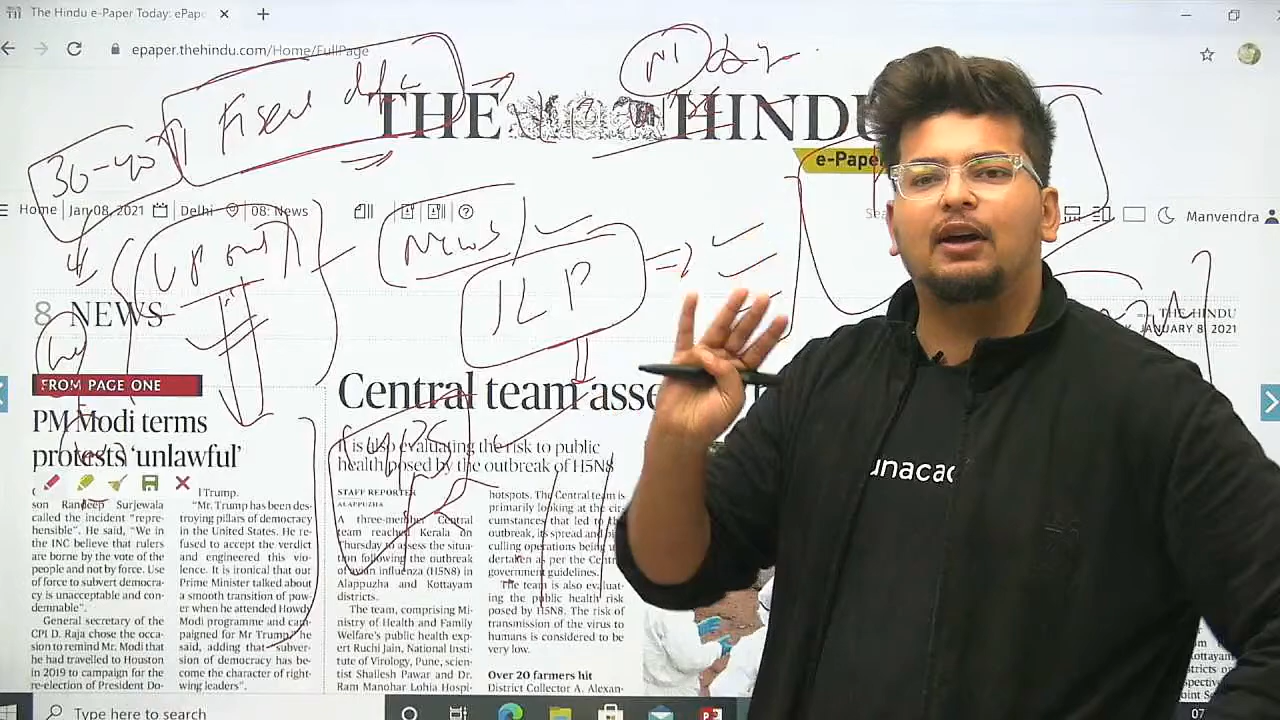 The Hindu e-Paper Today: ePape
epaper.thehindu.com/Home/FullPage
Fiscal
30-40
THE HINDU
e-Pape
Home | Jan 08, 2021 Delhi 08: News
Manvendra
News
ILP
8 NEWS
THE HINDU
JANUARY 8, 2021
FROM PAGE ONE
PM Modi terms
protests 'unlawful'
son Randeep Surjewala
called the incident "repre-
hensible". He said, "We in
the INC believe that rulers
are borne by the vote of the
people and not by force. Use
of force to subvert democra-
cy is unacceptable and con-
demnable".
General secretary of the
CPI D. Raja chose the occa-
sion to remind Mr. Modi that
he had travelled to Houston
in 2019 to campaign for the
re-election of President Do-
l Trump.
"Mr. Trump has been des-
troying pillars of democracy
in the United States. He re-
fused to accept the verdict
and engineered this vio-
lence. It is ironical that our
Prime Minister talked about
a smooth transition of pow-
er when he attended Howdy
Modi programme and cam-
paigned for Mr Trump," he
said, adding that "subver-
sion of democracy has be-
come the character of right-
wing leaders".
Central team asse
It is also evaluating the risk to public
health posed by the outbreak of H5N8
STAFF REPORTER
ALAPPUZHA
A three-member Central
team reached Kerala on
Thursday to assess the situa-
tion following the outbreak
of avian influenza (H5N8) in
Alappuzha and Kottayam
districts.
The team, comprising Mi-
nistry of Health and Family
Welfare's public health exp-
ert Ruchi Jain, National Insti-
tute of Virology, Pune, scien-
tist Shailesh Pawar and Dr.
Ram Manohar Lohia Hospi-
hotspots. The Central team is
primarily looking at the cir-
cumstances that led to th
outbreak, its spread and bi
culling operations being u
dertaken as per the Centr
government guidelines.
The team is also evaluat-
ing the public health risk
posed by H5N8. The risk of
transmission of the virus to
humans is considered to be
very low.
Over 20 farmers hit
District Collector A. Alexan-
unacad
Type here to search
07